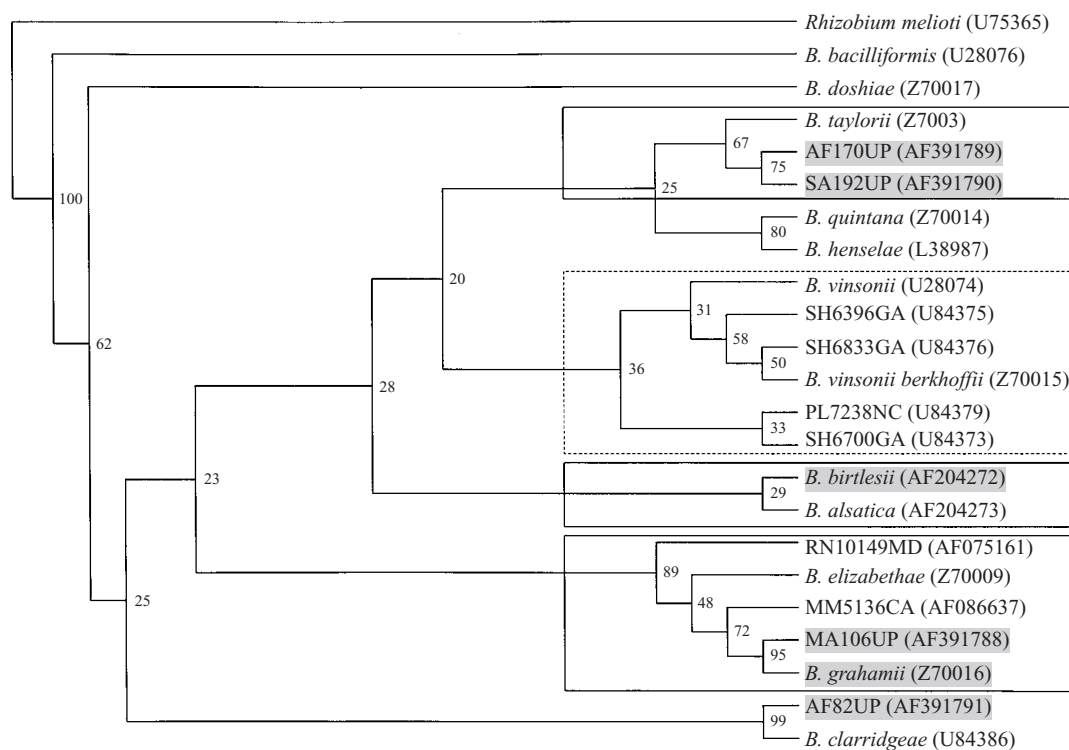 Rhizobium melioti (U75365)
B. bacilliformis (U28076)
B. doshiae (Z70017)
B. taylorii (Z7003)
67
AF170UP (AF391789)
75
SA192UP (AF391790)
25
100
B. quintana (Z70014)
80
B. henselae (L38987)
20
B. vinsonii (U28074)
31
SH6396GA (U84375)
58
62
SH6833GA (U84376)
50
36
B. vinsonii berkhoffii (Z70015)
28
PL7238NC (U84379)
33
SH6700GA (U84373)
23
B. birtlesii (AF204272)
29
B. alsatica (AF204273)
RN10149MD (AF075161)
89
B. elizabethae (Z70009)
25
48
MM5136CA (AF086637)
72
MA106UP (AF391788)
95
B. grahamii (Z70016)
AF82UP (AF391791)
99
B. clarridgeae (U84386)